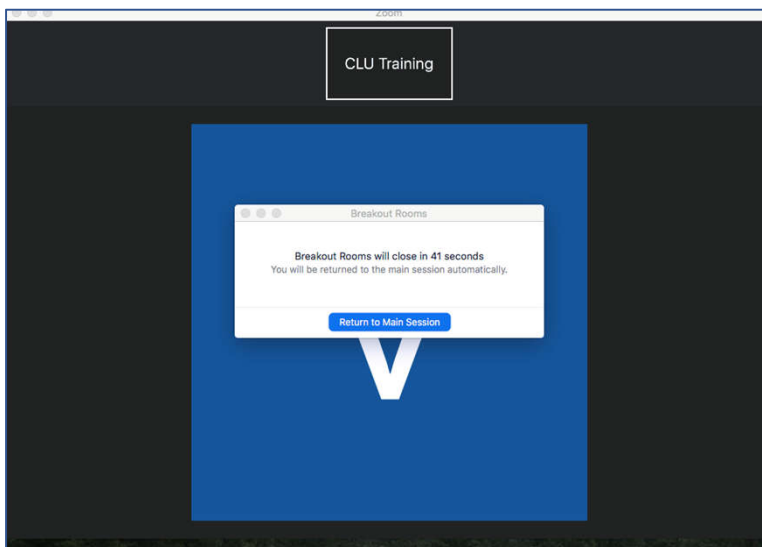 Zoom
CLU Training
Breakout Rooms
Breakout Rooms will close in 41 seconds
You will be returned to the main session automatically.
Return to Main Session
V